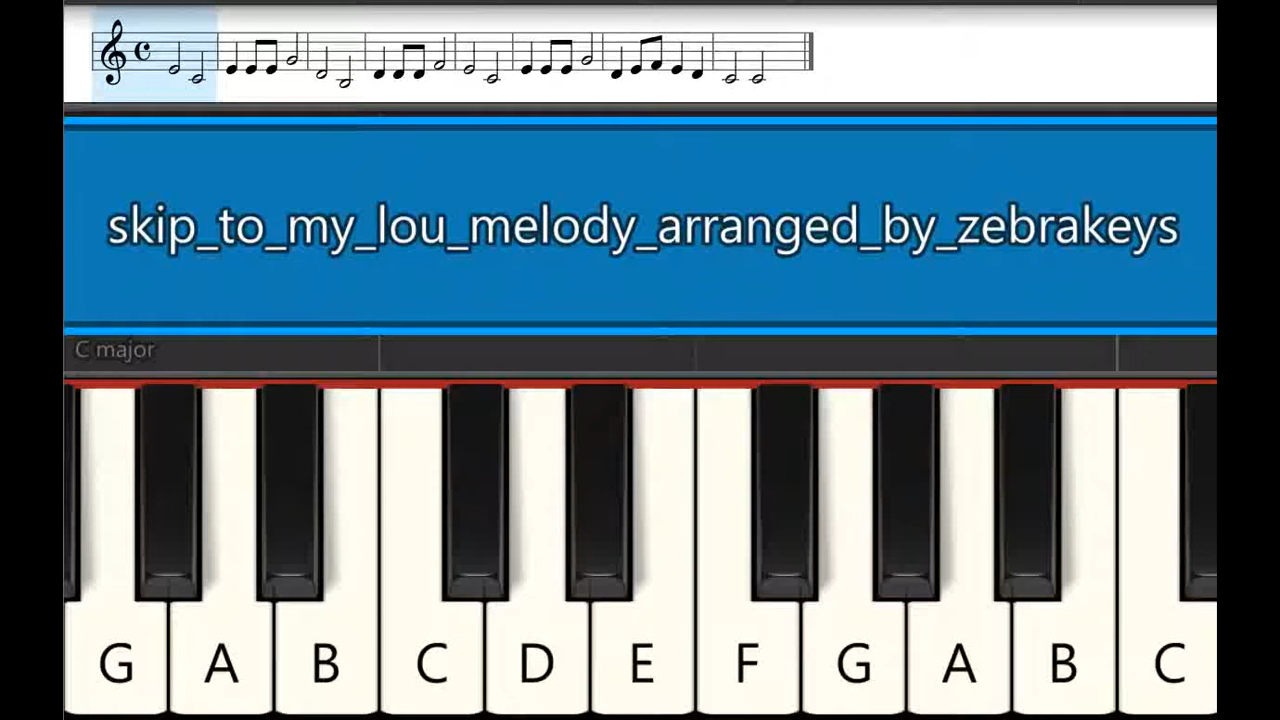 skip_to_my_lou_melody_arranged_by_zebrakeys
C major
G A B C D E F G A B C